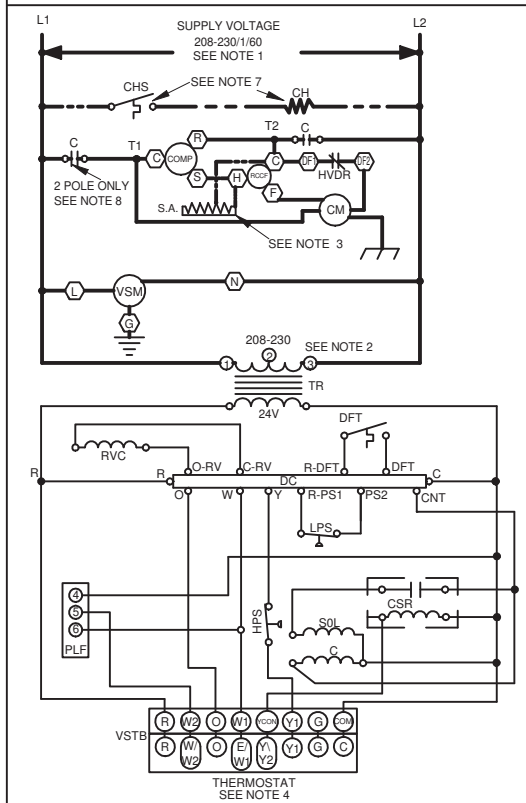 L1
L2
SUPPLY VOLTAGE
208-230/1/60
SEE NOTE 1
CHS
SEE NOTE 7
CH
C
T1
C
COMP
R
S
T2
C
C
DF1
HVDR
DF2
H
RCCF
F
2 POLE ONLY
SEE NOTE 8
S.A.
CM
SEE NOTE 3
L
VSM
N
G
208-230
SEE NOTE 2
1
2
3
TR
24V
RVC
DFT
R
O-RV
C-RV
R-DFT
DFT
R
DC
C
O
W
Y
R-PS1
PS2
CNT
LPS
4
5
6
PLF
HPS
SOL
C
CSR
VSTB
R
W2
O
W1
YCON
Y1
G
COM
R
W/
W2
O
E/
W1
Y\
Y2
Y1
G
C
THERMOSTAT
SEE NOTE 4